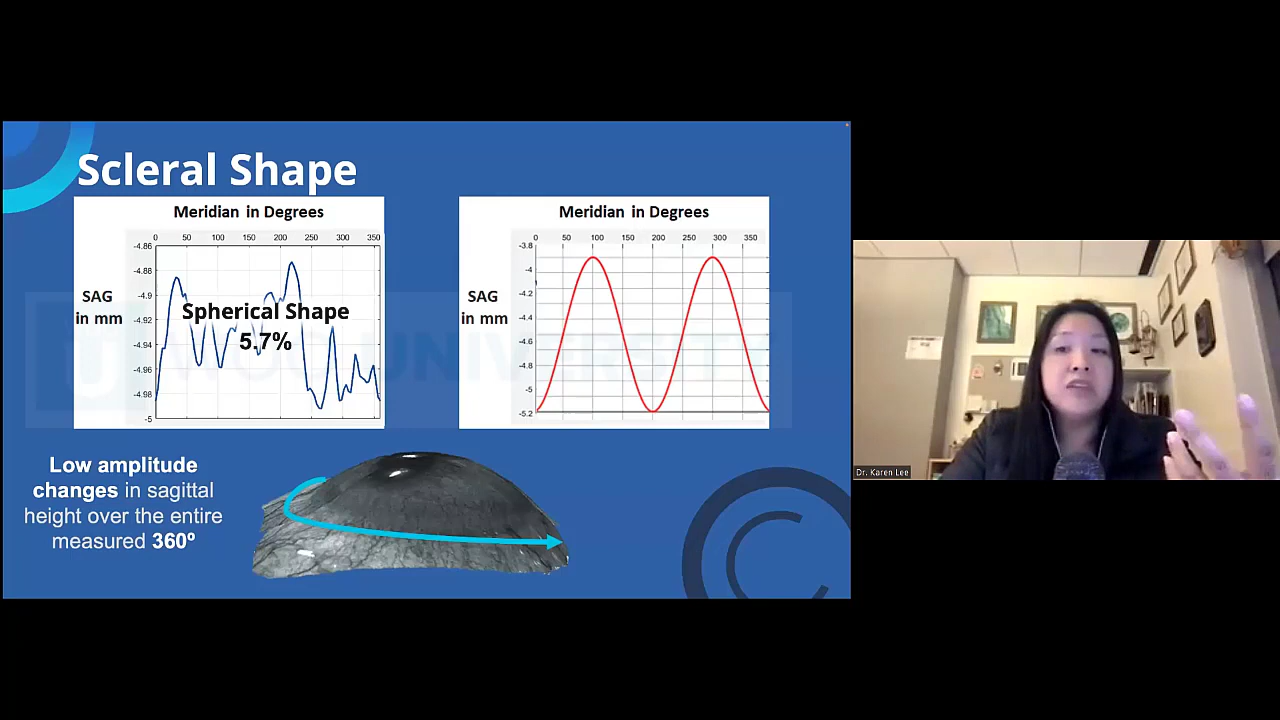 Scleral Shape
Meridian in Degrees
0 50 100 150 200 250 300 350
-4.86
-4.88
-4.9
-4.92
-4.94
-4.96
-4.98
-5
SAG
in mm
Spherical Shape
5.7%
Meridian in Degrees
0 50 100 150 200 250 300 350
-3.8
-4
-4.2
-4.4
-4.6
-4.8
-5
-5.2
SAG
in mm
UNIVERSITY
Low amplitude
changes in sagittal
height over the entire
measured 360º
Dr. Karen Lee